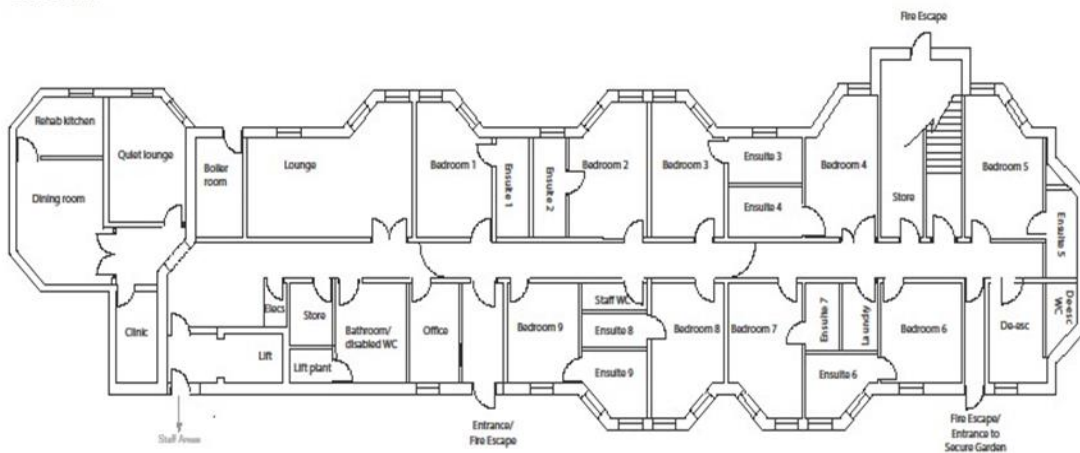 Fire Escape
Rehab kitchen
Quiet lounge
Dining room
Boiler
room
Lounge
Bedroom 1
Ensuite 1
Ensuite 2
Bedroom 2
Bedroom 3
Ensuite 3
Ensuite 4
Bedroom 4
Store
Bedroom 5
Ensuite 5
Clinic
Elecs
Store
Lift
Lift plant
Bathroom/
disabled WC
Office
Bedroom 9
Staff WC
Ensuite 8
Ensuite 9
Bedroom 8
Bedroom 7
Ensuite 7
Laundy
Ensuite 6
Bedroom 6
De-esc
De-esc
WC
Staff Areas
Entrance/
Fire Escape
Fire Escape/
Entrance to
Secure Garden